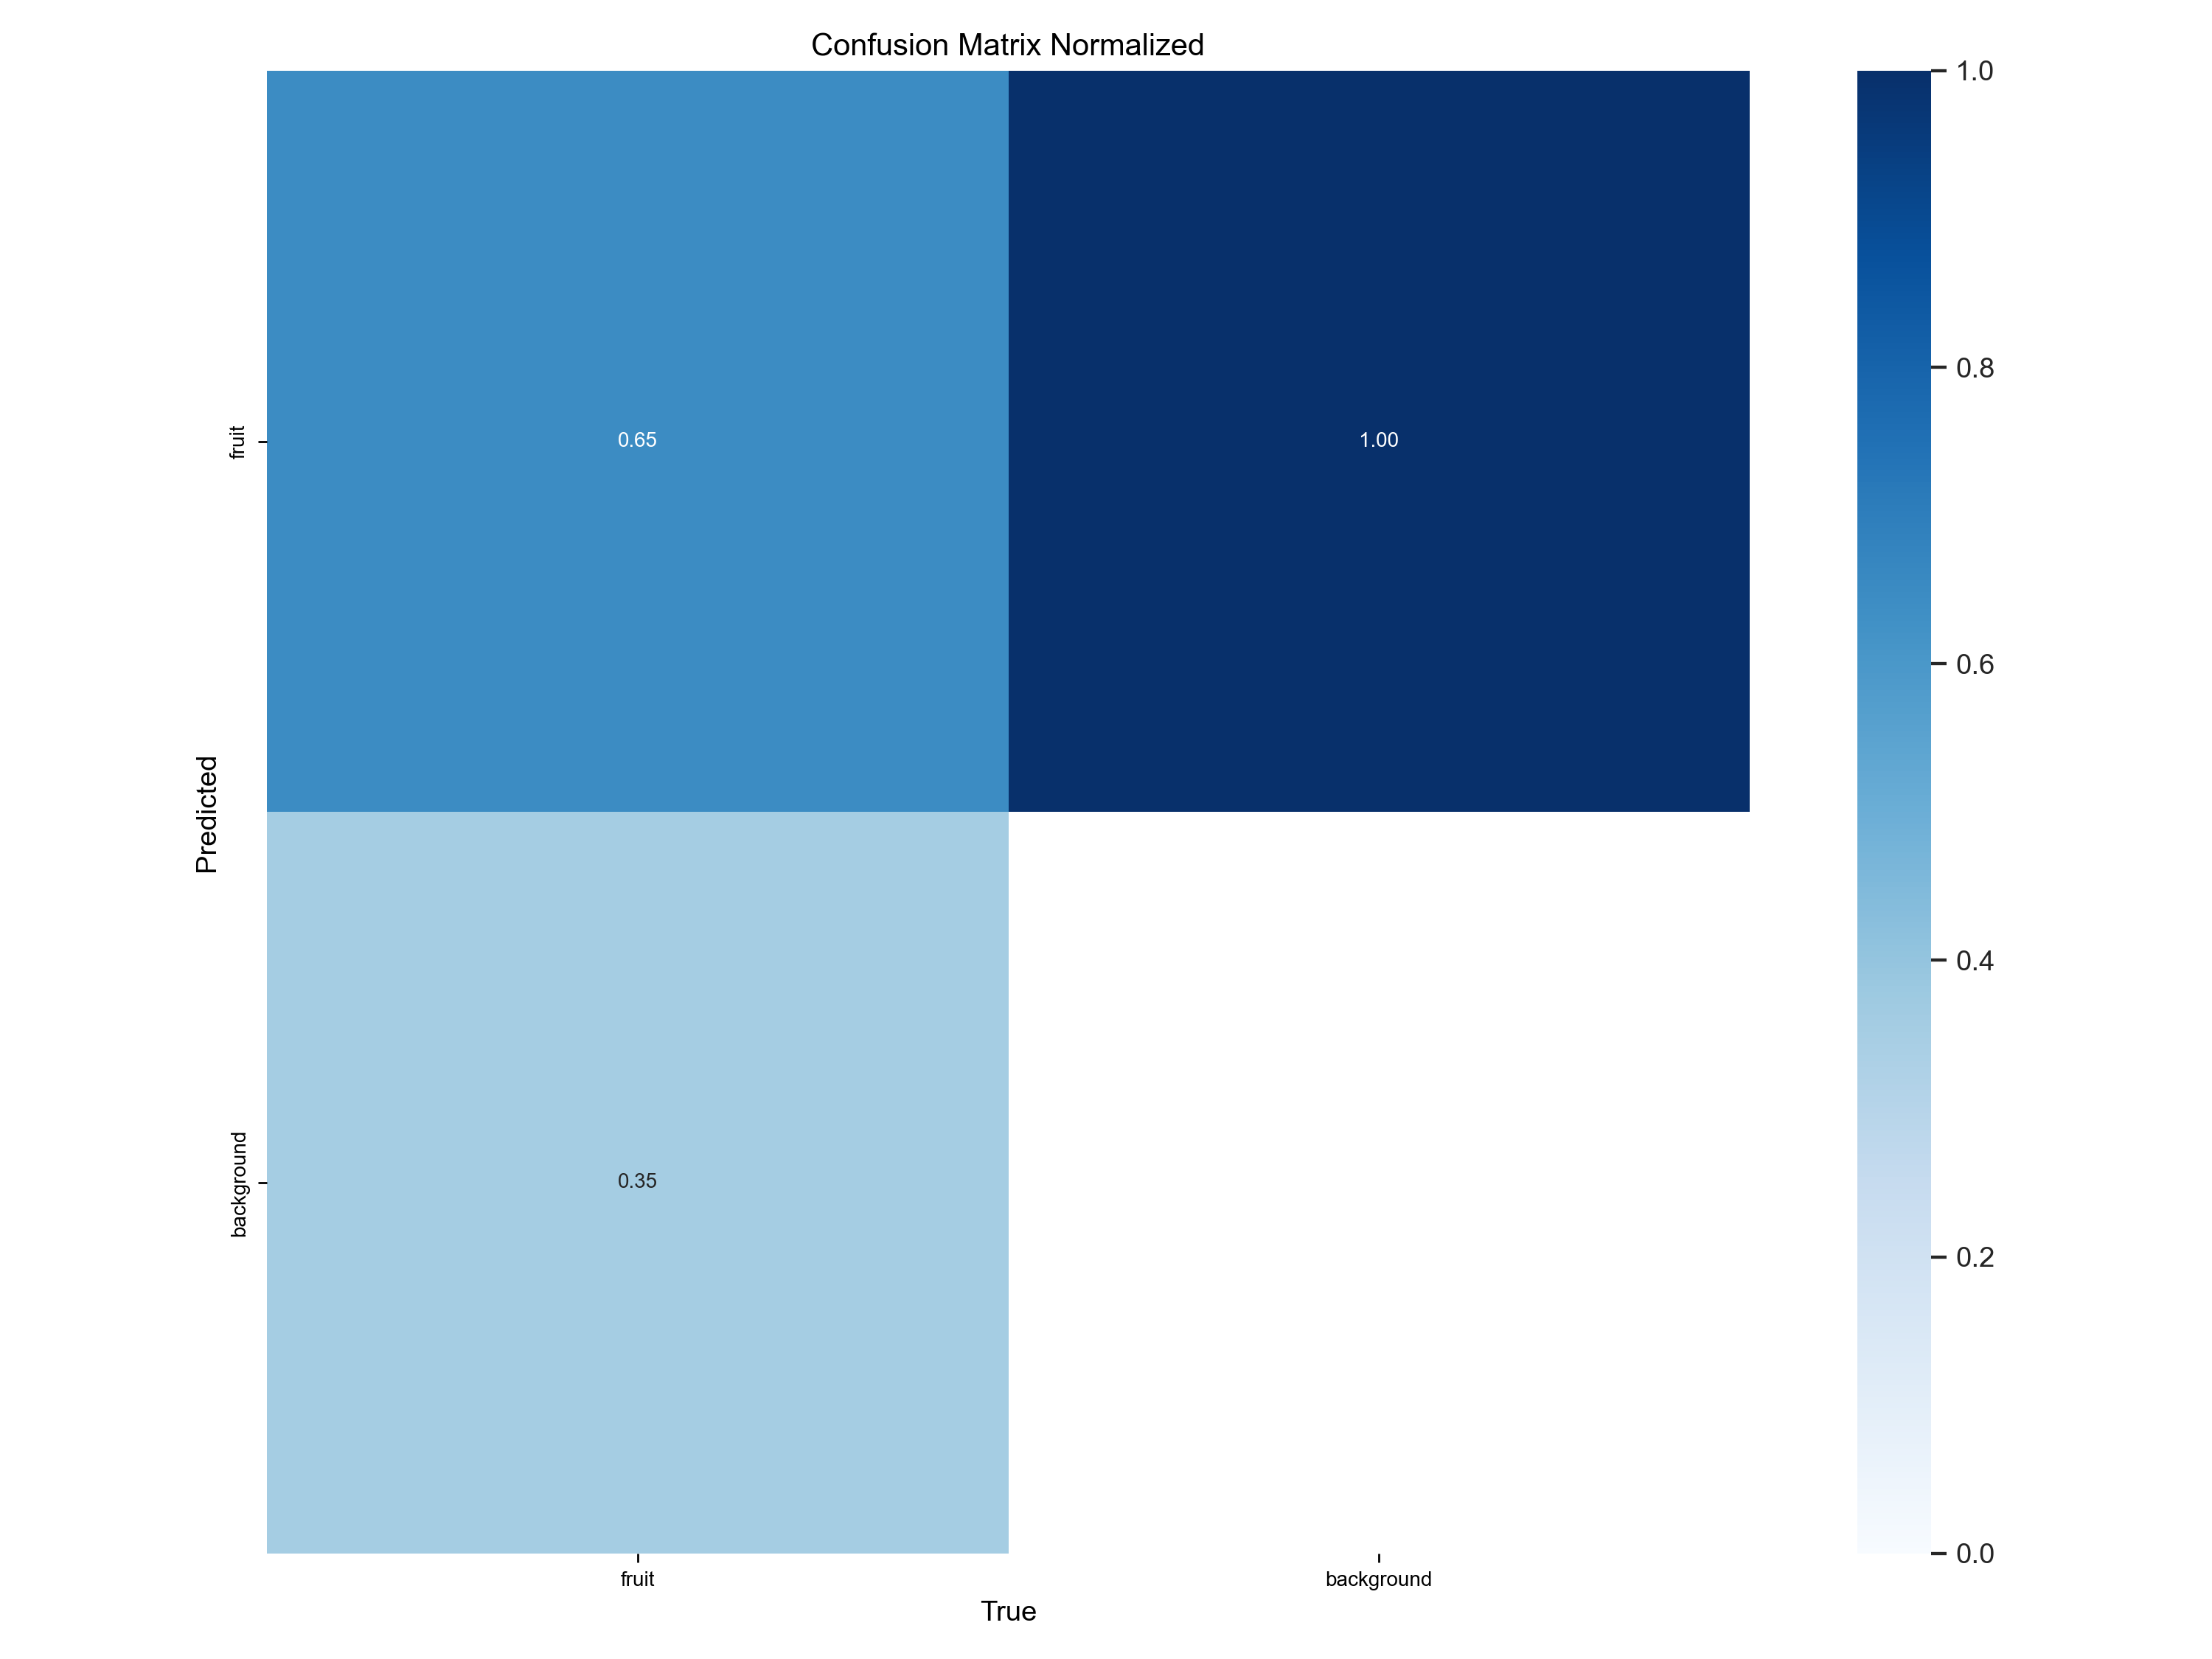 Confusion Matrix Normalized
1.0
0.8
0.6
0.4
0.2
0.0
Predicted
fruit
background
0.65
1.00
0.35
fruit
background
True